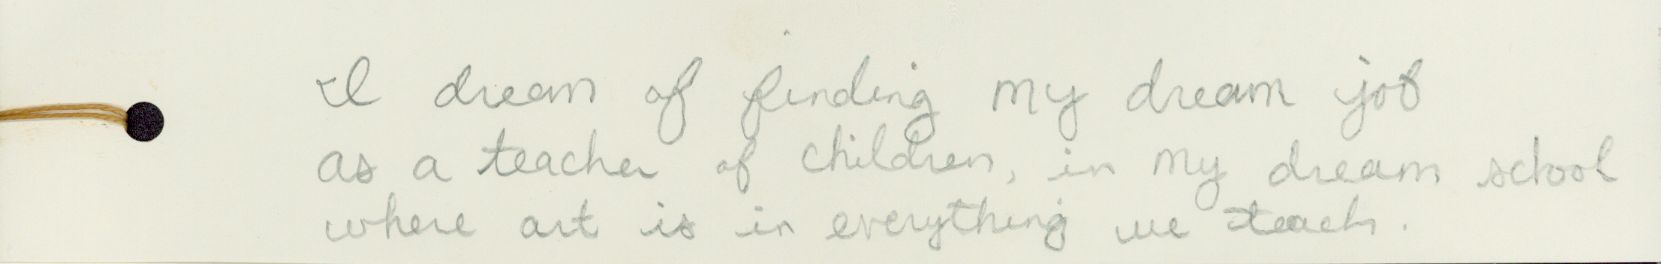 I dream of finding my dream job
as a teacher of children, in my dream school
where art is in everything we teach.